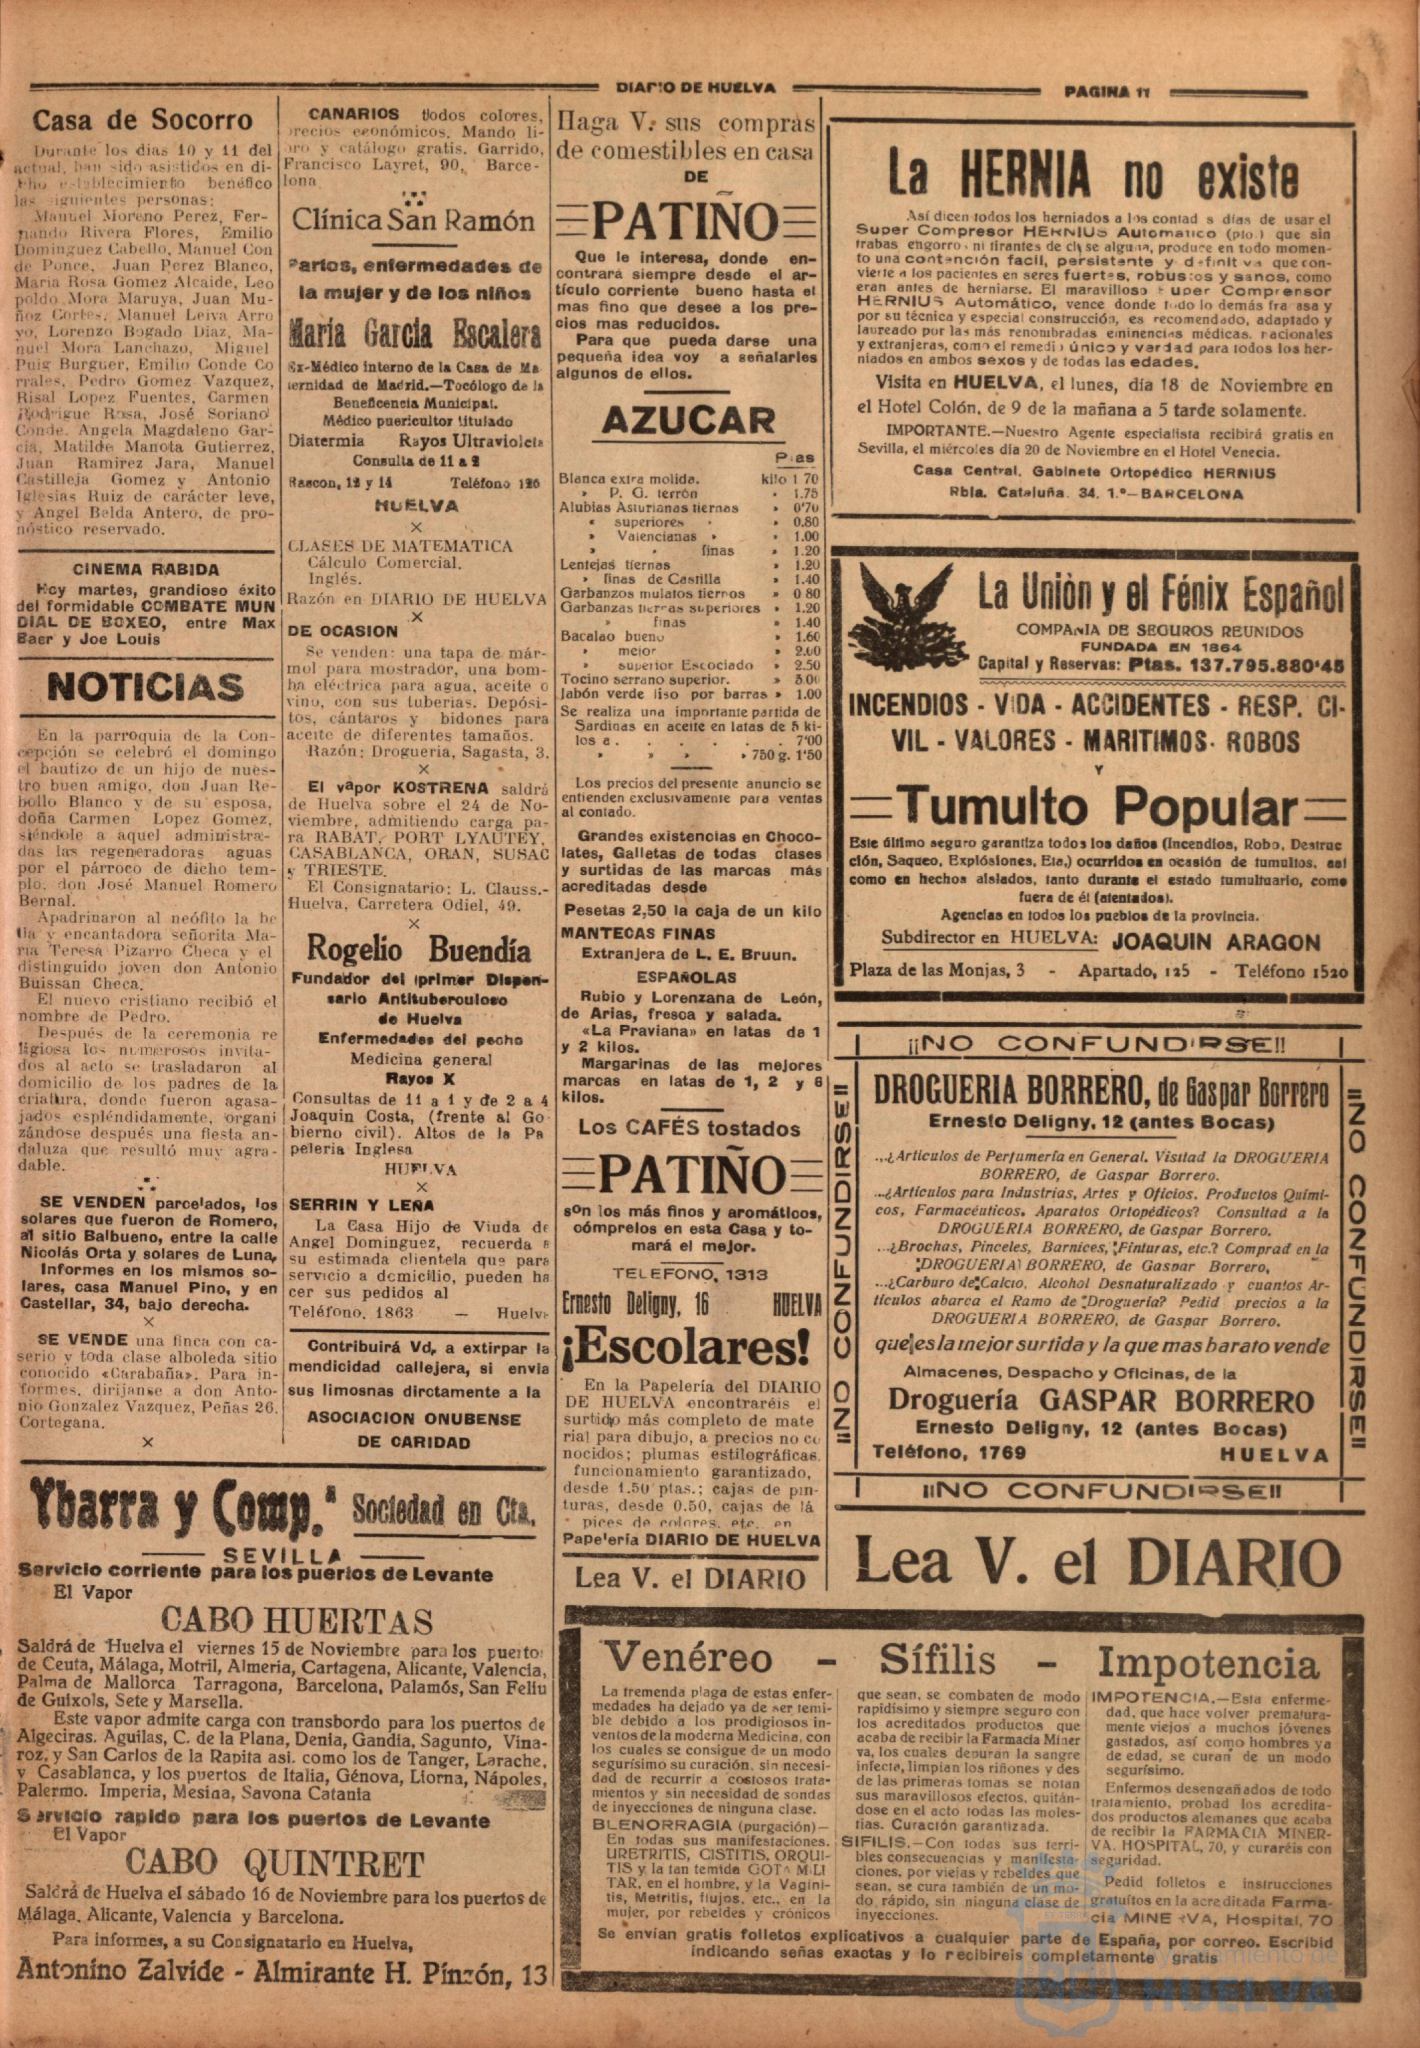 DIARIO DE HUELVA
PAGINA 11
Casa de Socorro
Durante los dias 10 y 11 del
actual, han sido asistidos en di-
cho establecimiento benéfico
las siguientes personas:
Manuel Moreno Perez, Fer-
nando Rivera Flores, Emilio
Dominguez Cabello, Manuel Con
de Ponce, Juan Perez Blanco,
Maria Rosa Gomez Alcaide, Leo
poldo Mora Maruya, Juan Mu-
ñoz Cortes, Manuel Leiva Arro
yo, Lorenzo Bogado Diaz, Ma-
nuel Mora Lanchazo, Miguel
Puig Burguer, Emilio Conde Co
rrales, Pedro Gomez Vazquez,
Risal Lopez Fuentes, Carmen
Rodrigue Rosa, José Soriano
Conde, Angela Magdaleno Gar-
cia, Matilde Manota Gutierrez,
Juan Ramirez Jara, Manuel
Castilleja Gomez y Antonio
Iglesias Ruiz de carácter leve,
y Angel Belda Antero, de pro-
nóstico reservado.
CINEMA RABIDA
Hoy martes, grandioso éxito
del formidable COMBATE MUN
DIAL DE BOXEO, entre Max
Baer y Joe Louis
NOTICIAS
En la parroquia de la Con-
cepción se celebró el domingo
el bautizo de un hijo de nues-
tro buen amigo, don Juan Re-
bollo Blanco y de su esposa,
doña Carmen Lopez Gomez,
siéndole a aquel administra-
das las regeneradoras aguas
por el párroco de dicho tem-
plo, don José Manuel Romero
Bernal.
Apadrinaron al neófito la be
lla y encantadora señorita Ma-
ria Teresa Pizarro Checa y el
distinguido joven don Antonio
Buissan Checa.
El nuevo cristiano recibió el
nombre de Pedro.
Después de la ceremonia re
ligiosa los numerosos invita-
dos al acto se trasladaron al
domicilio de los padres de la
criatura, donde fueron agasa-
jados espléndidamente, organi
zándose después una fiesta an-
daluza que resultó muy agra-
dable.
SE VENDEN parcelados, los
solares que fueron de Romero,
al sitio Balbueno, entre la calle
Nicolás Orta y solares de Luna,
Informes en los mismos so-
lares, casa Manuel Pino, y en
Castellar, 34, bajo derecha.
×
SE VENDE una finca con ca-
serio y toda clase alboleda sitio
conocido «Carabaña». Para in-
formes, dirijanse a don Anto-
nio Gonzalez Vazquez, Peñas 26,
Cortegana.
×
CANARIOS todos colores,
precios económicos. Mando li-
bro y catálogo gratis. Garrido,
Francisco Layret, 90, Barce-
lona
Clínica San Ramón
Partos, enfermedades de
la mujer y de los niños
María García Escalera
Ex-Médico interno de la Casa de Ma
ternidad de Madrid.—Tocólogo de la
Beneficencia Municipal.
Médico puericultor titulado
Diatermia Rayos Ultravioleta
Consulta de 11 a 2
Rascon, 12 y 14 Teléfono 126
HUELVA
×
CLASES DE MATEMATICA
Cálculo Comercial.
Inglés.
Razón en DIARIO DE HUELVA
×
DE OCASION
Se venden: una tapa de már-
mol para mostrador, una bom-
ba eléctrica para agua, aceite o
vino, con sus tuberias. Depósi-
tos, cántaros y bidones para
aceite de diferentes tamaños.
Razón: Drogueria, Sagasta, 3.
×
El vapor KOSTRENA saldrá
de Huelva sobre el 24 de No-
viembre, admitiendo carga pa-
ra RABAT, PORT LYAUTEY,
CASABLANCA, ORAN, SUSAC
y TRIESTE.
El Consignatario: L. Clauss.-
Huelva, Carretera Odiel, 49.
×
Rogelio Buendía
Fundador del primer Dispen-
sario Antituberculoso
de Huelva
Enfermedades del pecho
Medicina general
Rayos X
Consultas de 11 a 1 y de 2 a 4
Joaquin Costa, (frente al Go-
bierno civil). Altos de la Pa
peleria Inglesa
HUELVA
×
SERRIN Y LEÑA
La Casa Hijo de Viuda de
Angel Dominguez, recuerda a
su estimada clientela que para
servicio a domicilio, pueden ha
cer sus pedidos al
Teléfono, 1863 — Huelva
Contribuirá Vd, a extirpar la
mendicidad callejera, si envia
sus limosnas dirctamente a la
ASOCIACION ONUBENSE
DE CARIDAD
Ybarra y Comp.ª Sociedad en Cta.
SEVILLA
Servicio corriente para los puertos de Levante
El Vapor
CABO HUERTAS
Saldrá de Huelva el viernes 15 de Noviembre para los puerto:
de Ceuta, Málaga, Motril, Almeria, Cartagena, Alicante, Valencia,
Palma de Mallorca Tarragona, Barcelona, Palamós, San Feliu
de Guixols, Sete y Marsella.
Este vapor admite carga con transbordo para los puertos de
Algeciras. Aguilas, C. de la Plana, Denia, Gandia, Sagunto, Vina-
roz, y San Carlos de la Rapita asi. como los de Tanger, Larache,
y Casablanca, y los puertos de Italia, Génova, Liorna, Nápoles,
Palermo. Imperia, Mesina, Savona Catania
Servicio rapido para los puertos de Levante
El Vapor
CABO QUINTRET
Saldrá de Huelva el sábado 16 de Noviembre para los puertos de
Málaga, Alicante, Valencia y Barcelona.
Para informes, a su Consignatario en Huelva,
Antonino Zalvide - Almirante H. Pinzón, 13
Haga V. sus compras
de comestibles en casa
DE
PATIÑO
Que le interesa, donde en-
contrará siempre desde el ar-
tículo corriente bueno hasta el
mas fino que desee a los pre-
cios mas reducidos.
Para que pueda darse una
pequeña idea voy a señalarles
algunos de ellos.
AZUCAR
Ptas
Blanca extra molida. kilo 1 70
» P. G. terrón » 1.75
Alubias Asturianas tiernas » 0'70
« superiores » 0.80
» Valencianas » » 1.00
» » finas » 1.20
Lentejas tiernas » 1.20
» finas de Castilla » 1.40
Garbanzos mulatos tiernos » 0 80
Garbanzas tiernas superiores » 1.20
» finas » 1.40
Bacalao bueno » 1.60
» mejor » 2.00
» superior Escociado » 2.50
Tocino serrano superior. » 3.00
Jabón verde liso por barras » 1.00
Se realiza una importante partida de
Sardinas en aceite en latas de 5 ki-
los a . . . . . . 7'00
» » » » 750 g. 1'50
Los precios del presente anuncio se
entienden exclusivamente para ventas
al contado.
Grandes existencias en Choco-
lates, Galletas de todas clases
y surtidas de las marcas más
acreditadas desde
Pesetas 2,50 la caja de un kilo
MANTECAS FINAS
Extranjera de L. E. Bruun.
ESPAÑOLAS
Rubio y Lorenzana de León,
de Arias, fresca y salada.
«La Praviana» en latas de 1
y 2 kilos.
Margarinas de las mejores
marcas en latas de 1, 2 y 6
kilos.
Los CAFÉS tostados
PATIÑO
son los más finos y aromáticos,
cómprelos en esta Casa y to-
mará el mejor.
TELEFONO, 1313
Ernesto Deligny, 16 HUELVA
¡Escolares!
En la Papelería del DIARIO
DE HUELVA encontraréis el
surtido más completo de mate
rial para dibujo, a precios no co
nocidos; plumas estilográficas,
funcionamiento garantizado,
desde 1.50 ptas.; cajas de pin-
turas, desde 0.50, cajas de lá
pices de colores, etc. en
Papelería DIARIO DE HUELVA
Lea V. el DIARIO
La HERNIA no existe
Así dicen todos los herniados a los contad s días de usar el
Super Compresor HERNIUS Automático (pto.) que sin
trabas engorro, ni tirantes de clase alguna, produce en todo momen-
to una contención facil, persistente y definit va que con-
vierte a los pacientes en seres fuertes, robustos y sanos, como
eran antes de herniarse. El maravilloso uper Comprensor
HERNIUS Automático, vence donde todo lo demás fra asa y
por su técnica y especial construcción, es recomendado, adaptado y
laureado por las más renombradas eminencias médicas, nacionales
y extranjeras, como el remedio único y verdad para todos los her-
niados en ambos sexos y de todas las edades.
Visita en HUELVA, el lunes, día 18 de Noviembre en
el Hotel Colón, de 9 de la mañana a 5 tarde solamente.
IMPORTANTE.—Nuestro Agente especialista recibirá gratis en
Sevilla, el miércoles día 20 de Noviembre en el Hotel Venecia.
Casa Central, Gabinete Ortopédico HERNIUS
Rbla. Cataluña. 34, 1.º—BARCELONA
La Unión y el Fénix Español
COMPAÑIA DE SEGUROS REUNIDOS
FUNDADA EN 1864
Capital y Reservas: Ptas. 137.795.880'45
INCENDIOS - VIDA - ACCIDENTES - RESP. CI-
VIL - VALORES - MARITIMOS- ROBOS
Y
Tumulto Popular
Este último seguro garantiza todos los daños (Incendios, Robo, Destruc
ción, Saqueo, Explosiones, Etc,) ocurridos en ocasión de tumultos, así
como en hechos aislados, tanto durante el estado tumultuario, como
fuera de él (atentados).
Agencias en todos los pueblos de la provincia.
Subdirector en HUELVA: JOAQUIN ARAGON
Plaza de las Monjas, 3 - Apartado, 125 - Teléfono 1520
¡¡NO CONFUNDIRSE!!
¡¡NO CONFUNDIRSE!!
DROGUERIA BORRERO, de Gaspar Borrero
Ernesto Deligny, 12 (antes Bocas)
...¿Articulos de Perfumería en General. Visitad la DROGUERIA
BORRERO, de Gaspar Borrero.
...¿Artículos para Industrias, Artes y Oficios. Productos Quími-
cos, Farmacéuticos. Aparatos Ortopédicos? Consultad a la
DROGUERIA BORRERO, de Gaspar Borrero.
...¿Brochas, Pinceles, Barnices, Pinturas, etc.? Comprad en la
DROGUERIA BORRERO, de Gaspar Borrero,
...¿Carburo de Calcio, Alcohol Desnaturalizado y cuantos Ar-
tículos abarca el Ramo de Droguería? Pedid precios a la
DROGUERIA BORRERO, de Gaspar Borrero.
que es la mejor surtida y la que mas barato vende
Almacenes, Despacho y Oficinas, de la
Droguería GASPAR BORRERO
Ernesto Deligny, 12 (antes Bocas)
Teléfono, 1769 HUELVA
¡¡NO CONFUNDIRSE!!
¡¡NO CONFUNDIRSE!!
Lea V. el DIARIO
Venéreo - Sífilis - Impotencia
La tremenda plaga de estas enfer-
medades ha dejado ya de ser temi-
ble debido a los prodigiosos in-
ventos de la moderna Medicina, con
los cuales se consigue de un modo
segurísimo su curación, sin necesi-
dad de recurrir a costosos trata-
mientos y sin necesidad de sondas
de inyecciones de ninguna clase.
BLENORRAGIA (purgación)—
En todas sus manifestaciones.
URETRITIS, CISTITIS, ORQUI-
TIS y la tan temida GOTA MILI
TAR, en el hombre, y la Vagini-
tis, Metritis, flujos, etc., en la
mujer, por rebeldes y crónicos
que sean, se combaten de modo
rapidísimo y siempre seguro con
los acreditados productos que
acaba de recibir la Farmacia Miner
va, los cuales depuran la sangre
infecta, limpian los riñones y des
de las primeras tomas se notan
sus maravillosos efectos, quitán-
dose en el acto todas las moles-
tias. Curación garantizada.
SIFILIS.—Con todas sus terri-
bles consecuencias y manifesta-
ciones, por viejas y rebeldes que
sean, se cura también de un mo-
do rápido, sin ninguna clase de
inyecciones.
IMPOTENCIA.—Esta enferme-
dad, que hace volver prematura-
mente viejos a muchos jóvenes
gastados, así como hombres ya
de edad, se curan de un modo
segurísimo.
Enfermos desengañados de todo
tratamiento, probad los acredita-
dos productos alemanes que acaba
de recibir la FARMACIA MINER-
VA, HOSPITAL, 70, y curaréis con
seguridad.
Pedid folletos e instrucciones
gratuítos en la acreditada Farma-
cia MINE VA, Hospital, 70
Se envían gratis folletos explicativos a cualquier parte de España, por correo. Escribid
indicando señas exactas y lo recibireis completamente gratis
Ayuntamiento de
HUELVA